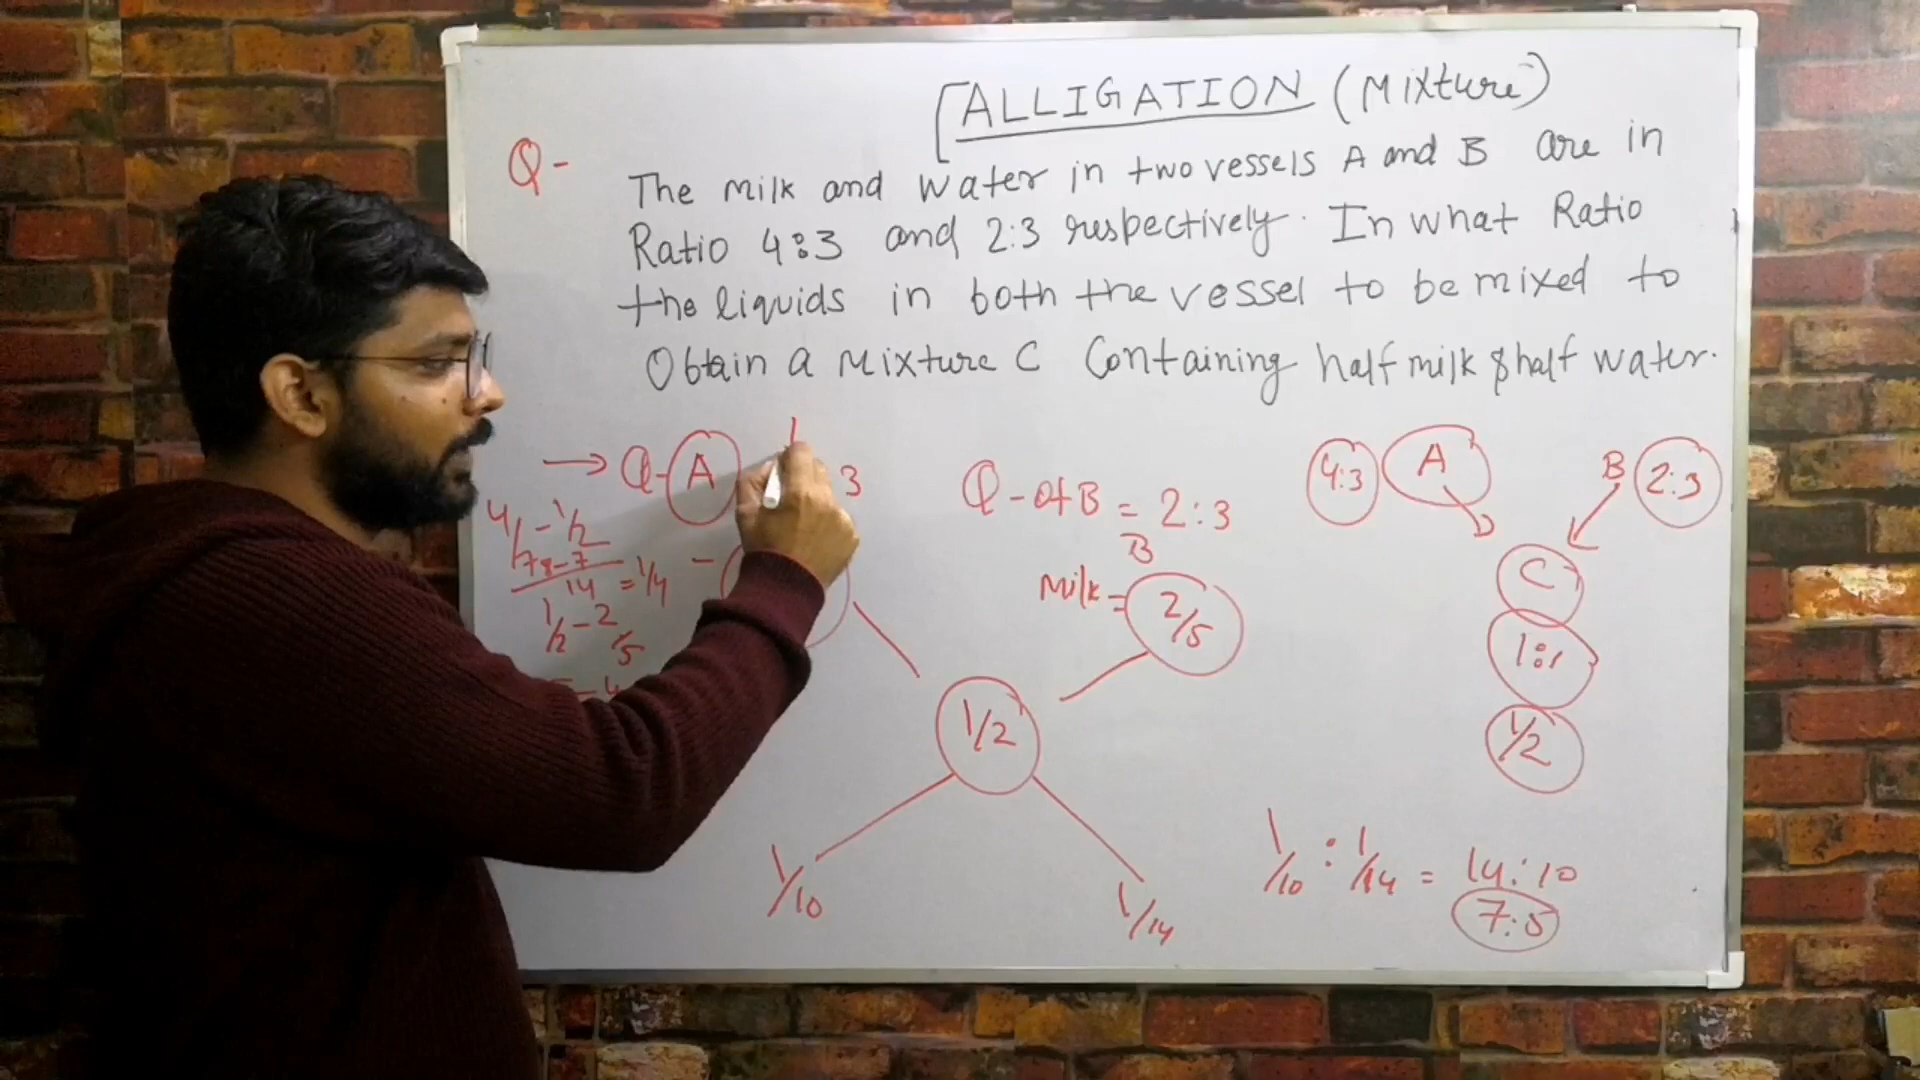 ALLIGATION (Mixture)
Q-
The milk and water in two vessels A and B are in
Ratio 4:3 and 2:3 respectively. In what Ratio
the liquids in both the vessel to be mixed to
Obtain a Mixture C Containing half milk & half water.
→ Q- A 3
4/7 - 1/2
8-7
14 = 1/14
1/2 - 2/5
Q- of B = 2:3
B
Milk = 2/5
1/2
1/10
1/14
4:3 A
B 2:3
C
1:1
1/2
1/10 : 1/14 = 14:10
7:5